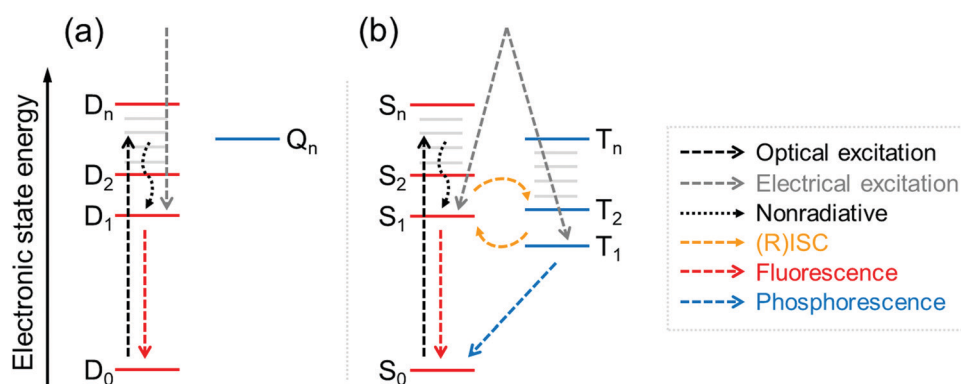 (a)
(b)
Electronic state energy
Dₙ
D₂
D₁
D₀
Qₙ
Sₙ
S₂
S₁
S₀
Tₙ
T₂
T₁
Optical excitation
Electrical excitation
Nonradiative
(R)ISC
Fluorescence
Phosphorescence